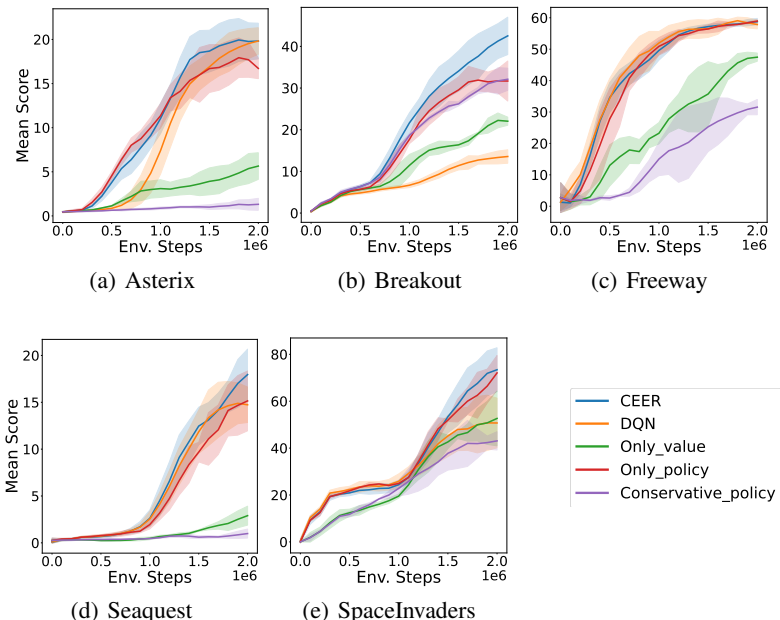 Mean Score
20
15
10
5
0
0.0 0.5 1.0 1.5 2.0
Env. Steps 1e6
(a) Asterix
40
30
20
10
0
0.0 0.5 1.0 1.5 2.0
Env. Steps 1e6
(b) Breakout
60
50
40
30
20
10
0
0.0 0.5 1.0 1.5 2.0
Env. Steps 1e6
(c) Freeway
Mean Score
20
15
10
5
0
0.0 0.5 1.0 1.5 2.0
Env. Steps 1e6
(d) Seaquest
80
60
40
20
0
0.0 0.5 1.0 1.5 2.0
Env. Steps 1e6
(e) SpaceInvaders
CEER
DQN
Only_value
Only_policy
Conservative_policy